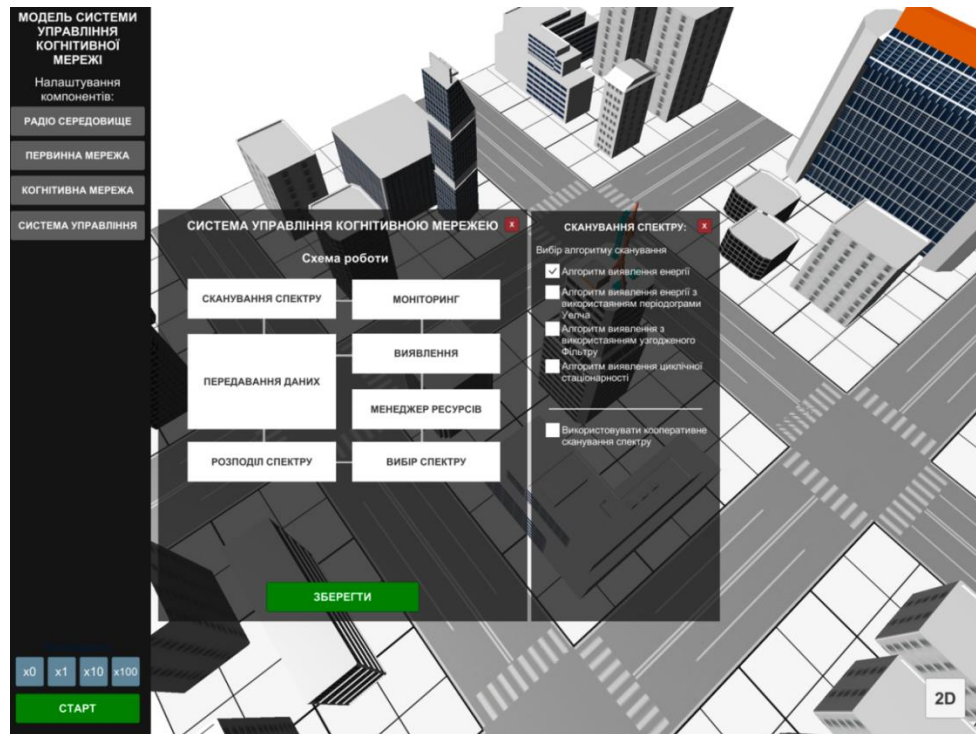 МОДЕЛЬ СИСТЕМИ
УПРАВЛІННЯ
КОГНІТИВНОЇ
МЕРЕЖІ
Налаштування
компонентів:
РАДІО СЕРЕДОВИЩЕ
ПЕРВИННА МЕРЕЖА
КОГНІТИВНА МЕРЕЖА
СИСТЕМА УПРАВЛІННЯ
x0 x1 x10 x100
СТАРТ
СИСТЕМА УПРАВЛІННЯ КОГНІТИВНОЮ МЕРЕЖЕЮ x
Схема роботи
СКАНУВАННЯ СПЕКТРУ
МОНІТОРИНГ
ПЕРЕДАВАННЯ ДАНИХ
ВИЯВЛЕННЯ
МЕНЕДЖЕР РЕСУРСІВ
РОЗПОДІЛ СПЕКТРУ
ВИБІР СПЕКТРУ
ЗБЕРЕГТИ
СКАНУВАННЯ СПЕКТРУ: x
Вибір алгоритму сканування
Алгоритм виявлення енергії
Алгоритм виявлення енергії з
використаянням періодограми
Уелча
Алгоритм виявлення з
використаянням узгодженого
Фільтру
Алгоритм виявлення циклічної
стаціонарності
Використовувати кооперативне
сканування спектру
2D